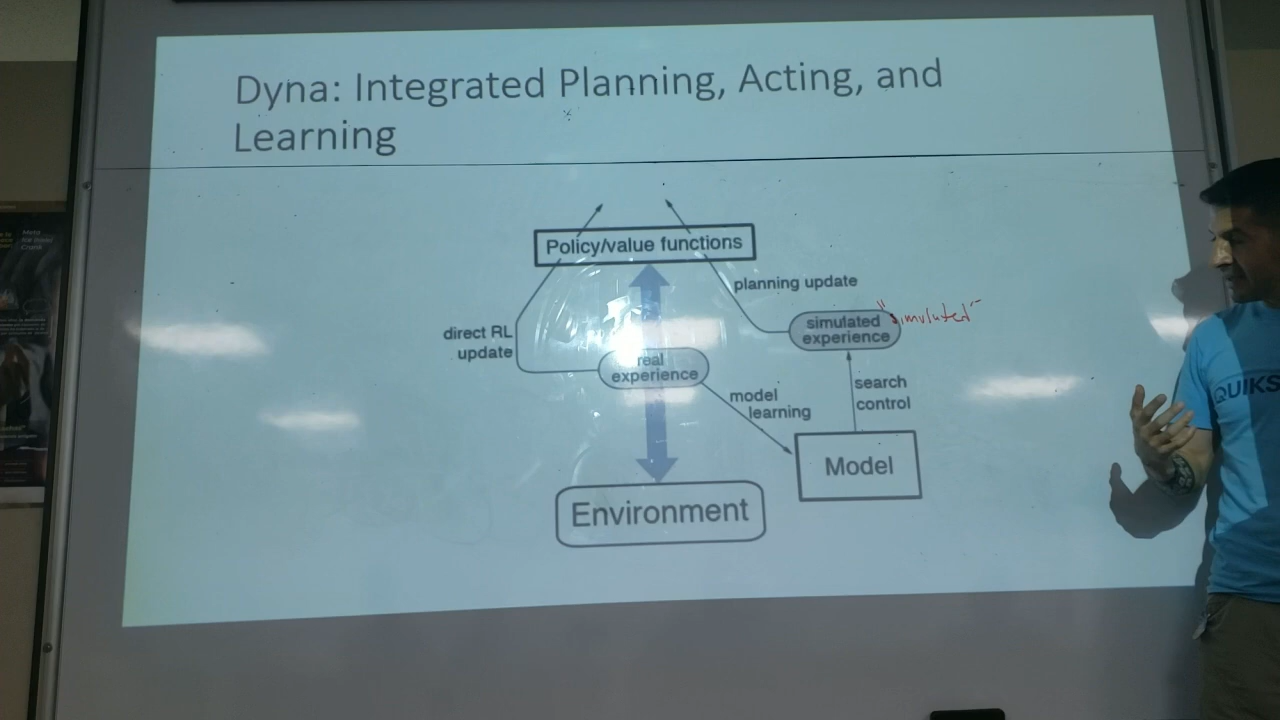 Dyna: Integrated Planning, Acting, and
Learning
Policy/value functions
planning update
direct RL
update
simulated
experience
"simuluted"
real
experience
model
learning
search
control
Model
Environment
QUIKS